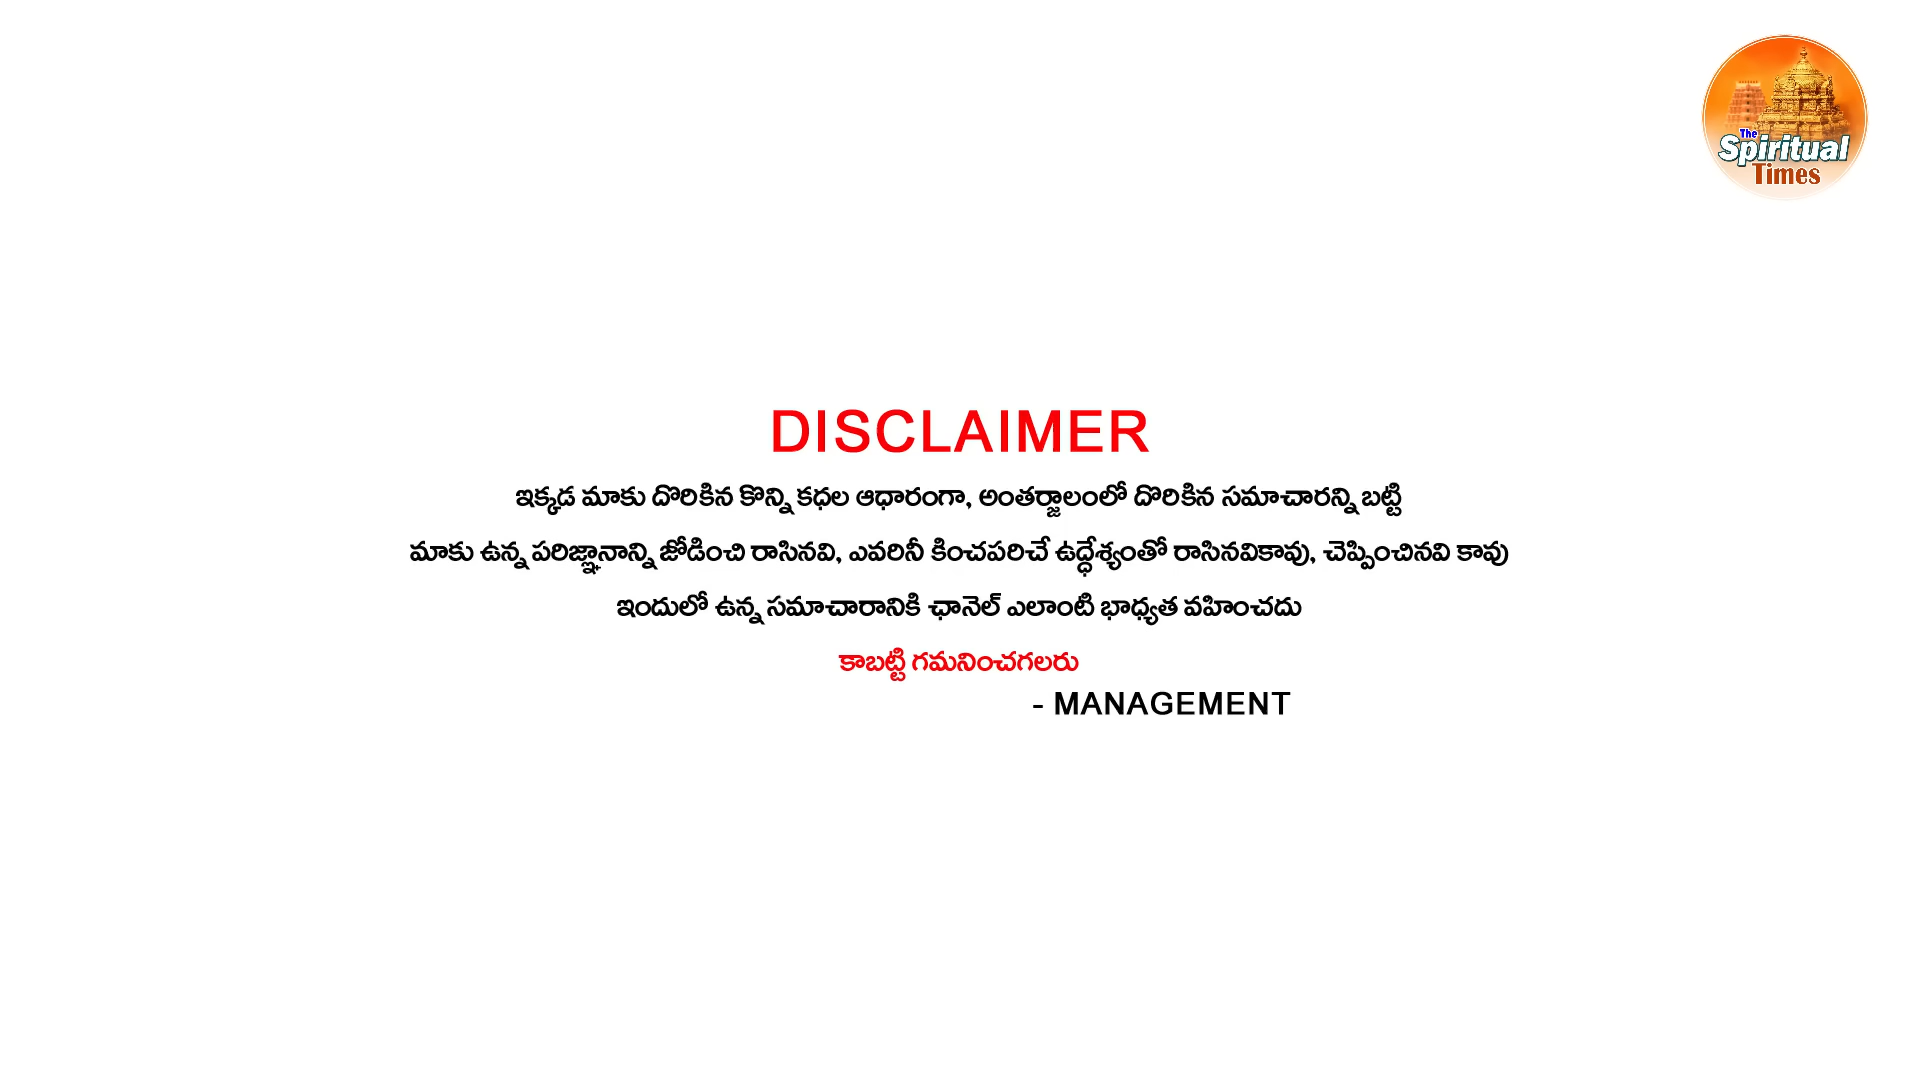 The
Spiritual
Times
DISCLAIMER
ఇక్కడ మాకు దొరికిన కొన్ని కధల ఆధారంగా, అంతర్జాలంలో దొరికిన సమాచారన్ని బట్టి
మాకు ఉన్న పరిజ్ఞానాన్ని జోడించి రాసినవి, ఎవరినీ కించపరిచే ఉద్ధేశ్యంతో రాసినవికావు, చెప్పించినవి కావు
ఇందులో ఉన్న సమాచారానికి ఛానెల్ ఎలాంటి భాధ్యత వహించదు
కాబట్టి గమనించగలరు
- MANAGEMENT